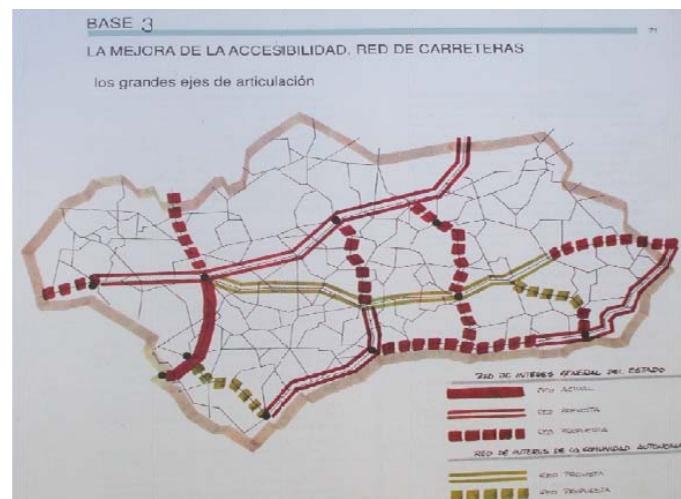 BASE 3
71
LA MEJORA DE LA ACCESIBILIDAD. RED DE CARRETERAS
los grandes ejes de articulación
RED DE INTERES GENERAL DEL ESTADO
RED ACTUAL
RED PREVISTA
RED PROPUESTA
RED DE INTERES DE LA COMUNIDAD AUTONOMA
RED PREVISTA
RED PROPUESTA